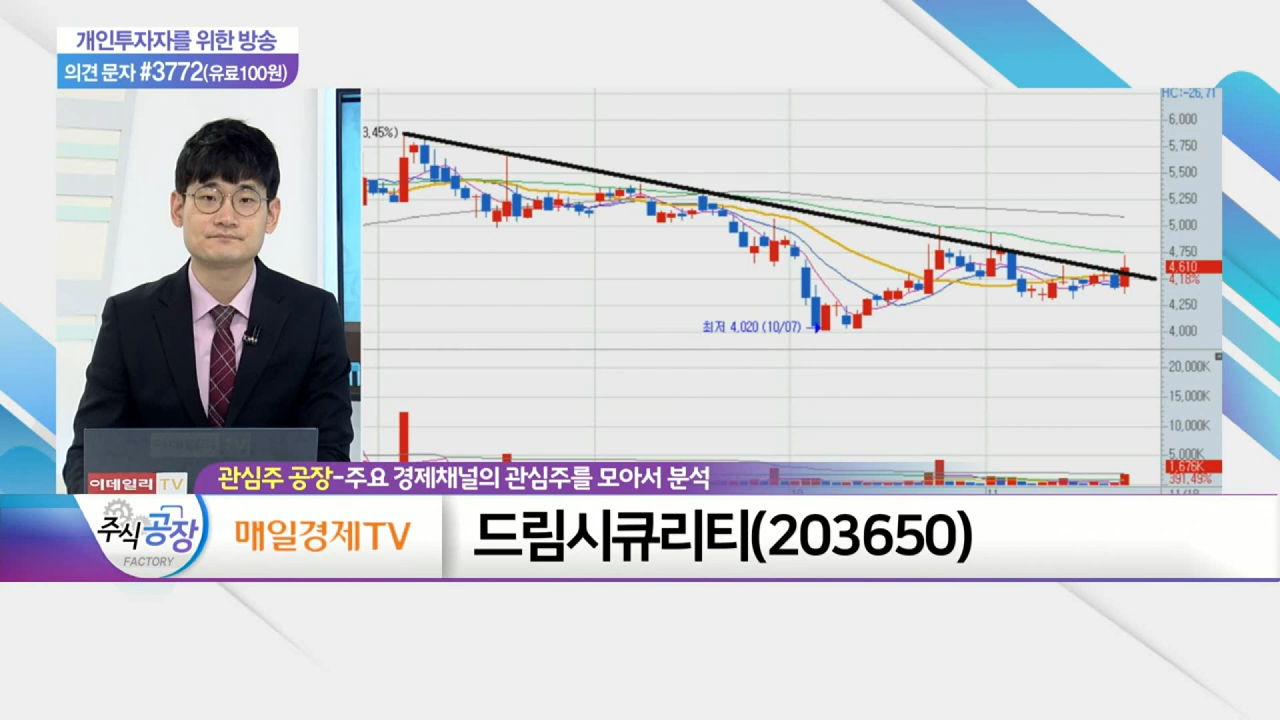 개인투자자를 위한 방송
의견 문자 #3772(유료100원)
HC:-26,71
3,45%)
6,000
5,750
5,500
5,250
5,000
4,750
4,610
4,18%
4,250
4,000
최저 4,020 (10/07)
20,000K
15,000K
10,000K
5,000K
1,676K
391,49%
10
11
11/18
이데일리 TV
관심주 공장-주요 경제채널의 관심주를 모아서 분석
주식공장
FACTORY
매일경제TV
드림시큐리티(203650)